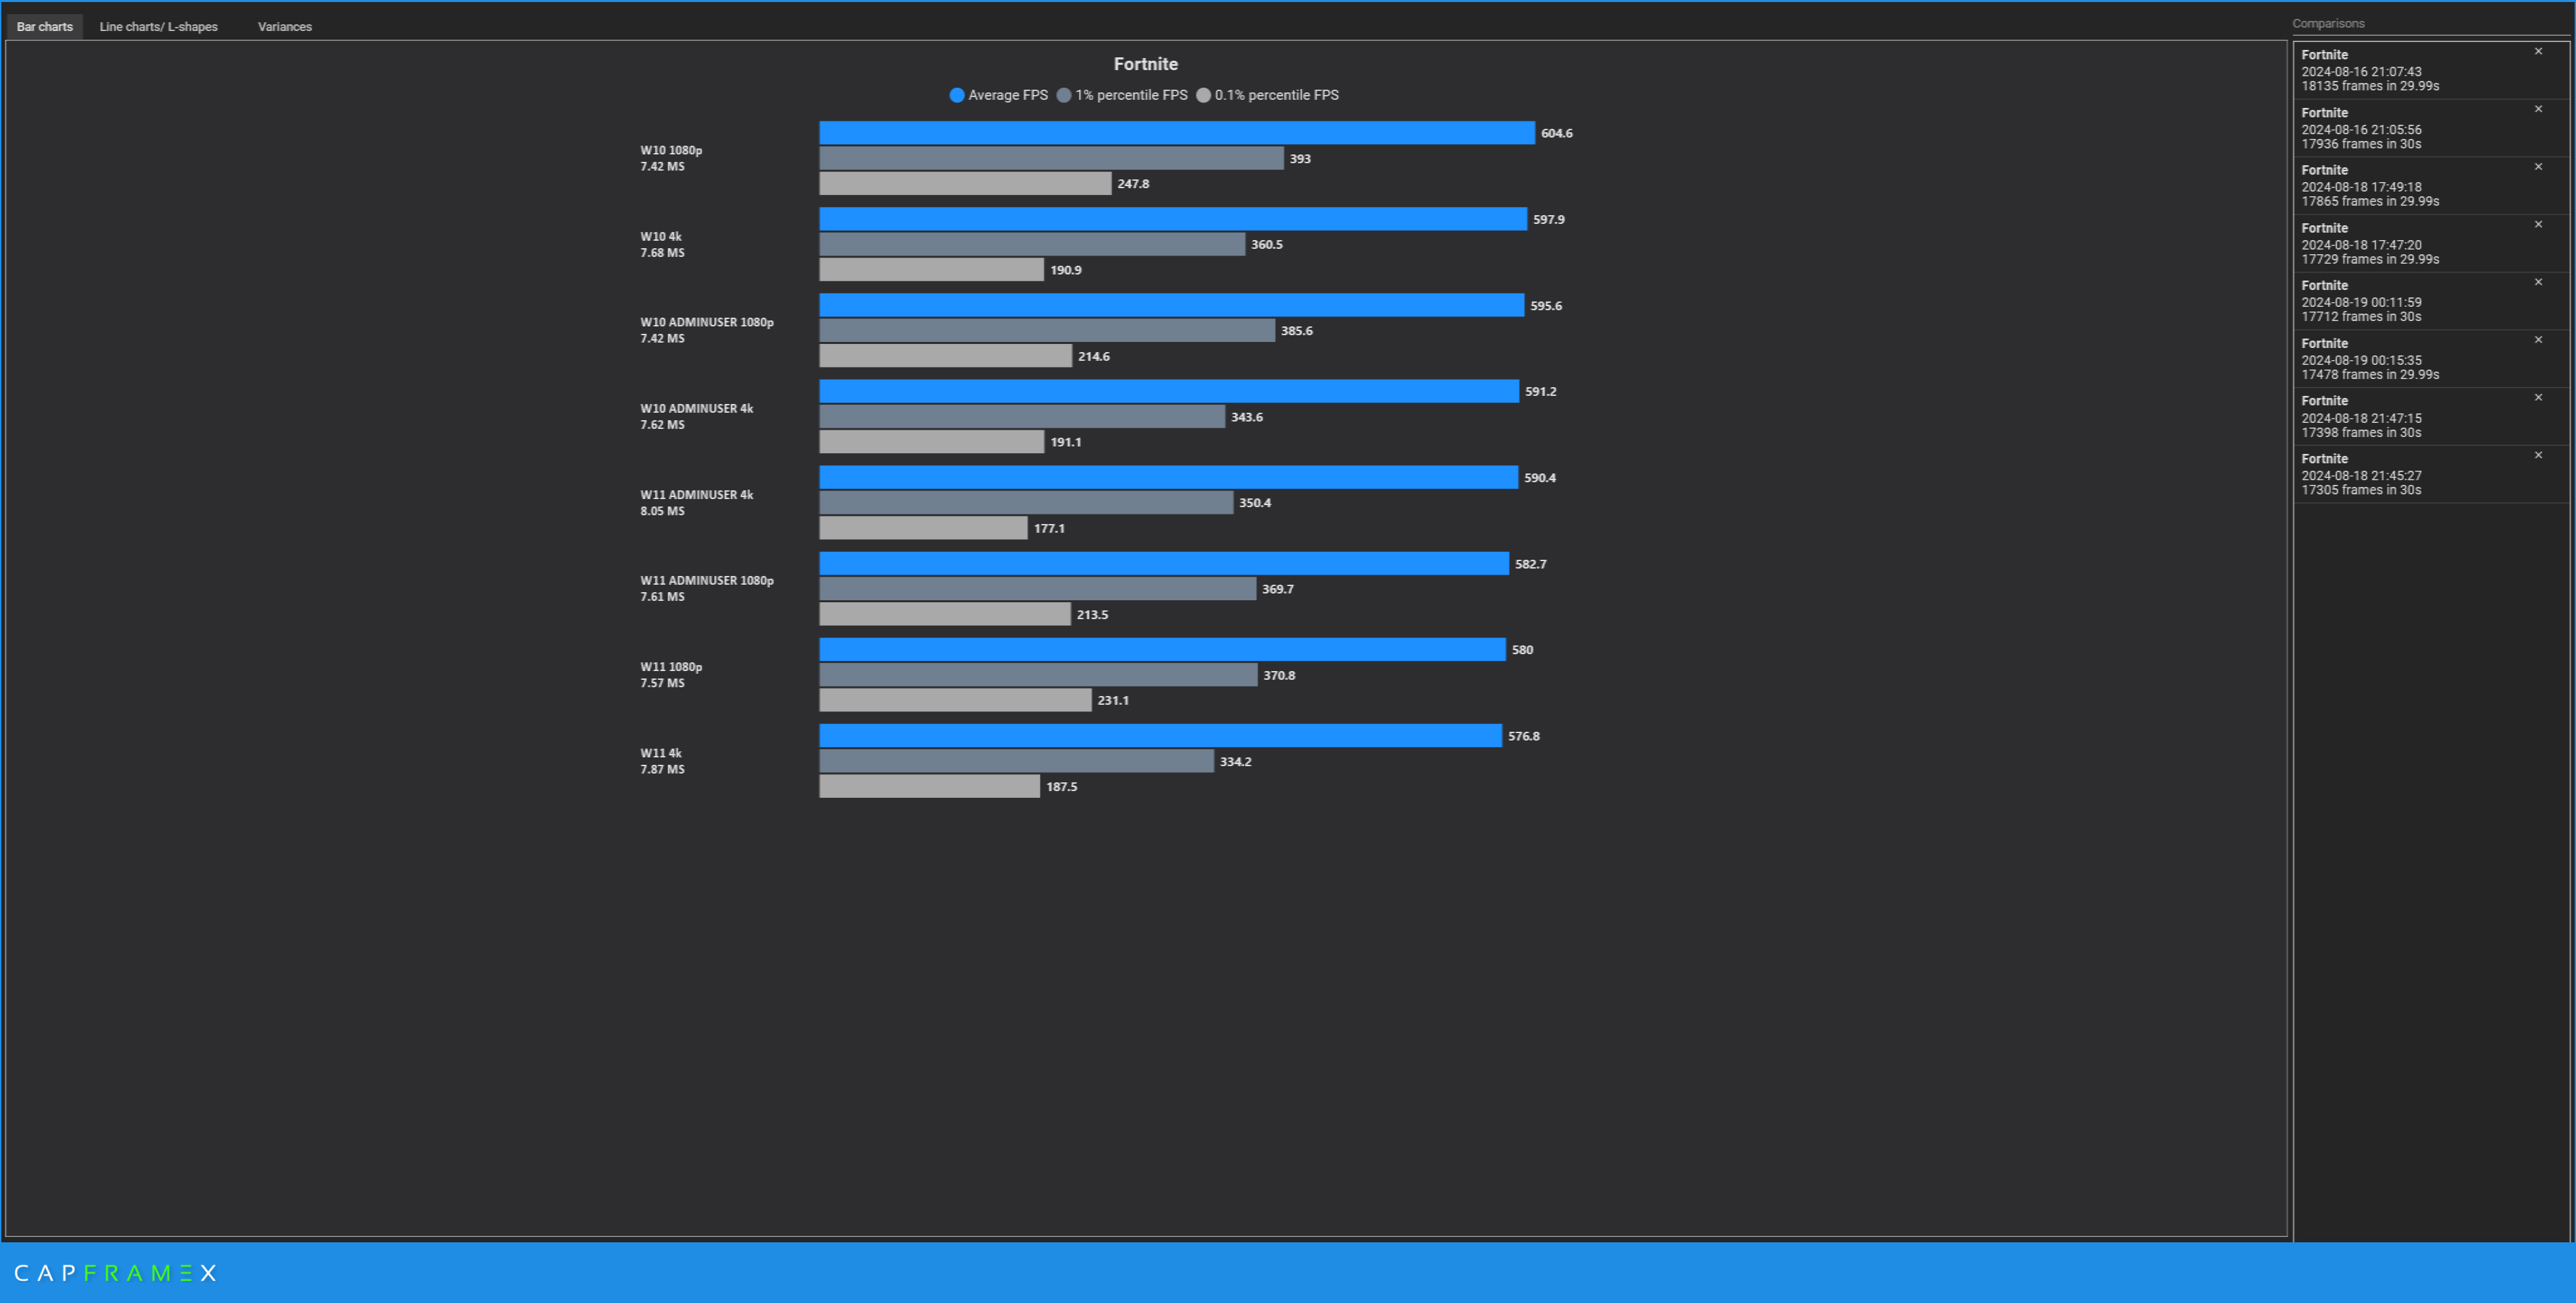 Bar charts Line charts/ L-shapes Variances
Fortnite
Average FPS 1% percentile FPS 0.1% percentile FPS
W10 1080p
7.42 MS
604.6
393
247.8
W10 4k
7.68 MS
597.9
360.5
190.9
W10 ADMINUSER 1080p
7.42 MS
595.6
385.6
214.6
W10 ADMINUSER 4k
7.62 MS
591.2
343.6
191.1
W11 ADMINUSER 4k
8.05 MS
590.4
350.4
177.1
W11 ADMINUSER 1080p
7.61 MS
582.7
369.7
213.5
W11 1080p
7.57 MS
580
370.8
231.1
W11 4k
7.87 MS
576.8
334.2
187.5
Comparisons
Fortnite
2024-08-16 21:07:43
18135 frames in 29.99s
Fortnite
2024-08-16 21:05:56
17936 frames in 30s
Fortnite
2024-08-18 17:49:18
17865 frames in 29.99s
Fortnite
2024-08-18 17:47:20
17729 frames in 29.99s
Fortnite
2024-08-19 00:11:59
17712 frames in 30s
Fortnite
2024-08-19 00:15:35
17478 frames in 29.99s
Fortnite
2024-08-18 21:47:15
17398 frames in 30s
Fortnite
2024-08-18 21:45:27
17305 frames in 30s
CAPFRAMEX